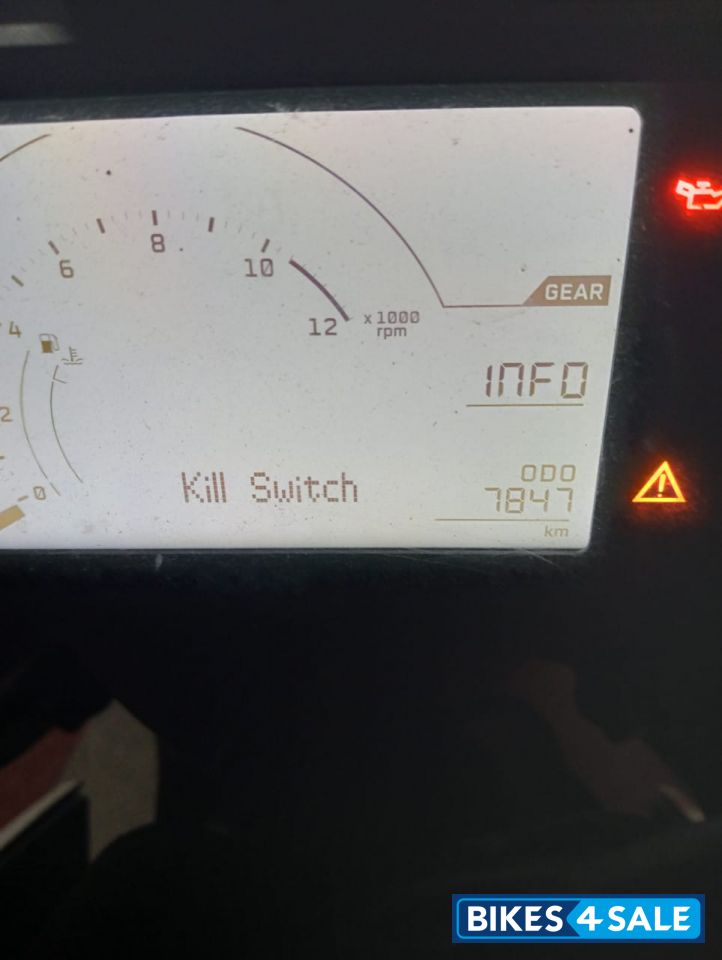 8
6
10
GEAR
4
12
x 1000
rpm
INFO
2
ODO
0
Kill Switch
7847
km
BIKES 4 SALE